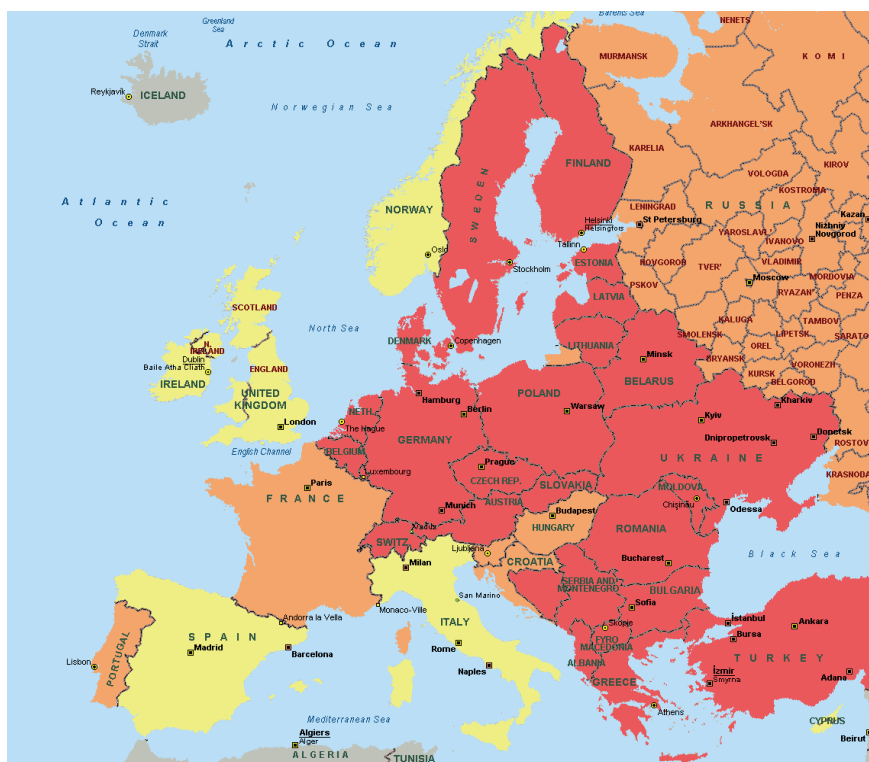 Barents Sea
Greenland
Sea
NENETS
Denmark
Strait
Arctic Ocean
MURMANSK
KOMI
Reykjavík
ICELAND
Norwegian Sea
ARKHANGEL'SK
KARELIA
FINLAND
KIROV
VOLOGDA
KOSTROMA
Atlantic
Ocean
SWEDEN
NORWAY
LENINGRAD
RUSSIA
St Petersburg
Kazan
Helsinki
Helsingfors
YAROSLAVL'
Nizhniy
Novgorod
IVANOVO
Oslo
Tallinn
Stockholm
ESTONIA
NOVGOROD
TVER'
VLADIMIR
MORDOVIA
Moscow
PSKOV
RYAZAN'
PENZA
LATVIA
SCOTLAND
KALUGA
TAMBOV
North Sea
SMOLENSK
LIPETSK
SARATO
DENMARK
Copenhagen
LITHUANIA
OREL
N.
IRELAND
Dublin
Baile Atha Cliath
Minsk
BRYANSK
VORONEZH
ENGLAND
KURSK
IRELAND
BELARUS
BELGOROD
UNITED
KINGDOM
Hamburg
POLAND
NETH.
Berlin
Warsaw
Kharkiv
London
The Hague
Kyiv
GERMANY
Dnipropetrovsk
Donetsk
ROSTOV
English Channel
BELGIUM
UKRAINE
Luxembourg
Prague
KRASNODA
CZECH REP.
SLOVAKIA
Paris
FRANCE
MOLDOVA
AUSTRIA
Chişinău
Odessa
Munich
Budapest
HUNGARY
Vaduz
ROMANIA
SWITZ.
Ljubljana
Black Sea
Milan
CROATIA
Bucharest
SERBIA AND
MONTENEGRO
BULGARIA
San Marino
Monaco-Ville
Sofia
Andorra la Vella
İstanbul
Ankara
ITALY
Skopje
SPAIN
Bursa
FYRO
MACEDONIA
Rome
Madrid
Barcelona
PORTUGAL
TURKEY
Lisbon
ALBANIA
Naples
İzmir
Smyrna
Adana
GREECE
Athens
Mediterranean Sea
CYPRUS
Algiers
Alger
Beirut
ALGERIA
TUNISIA